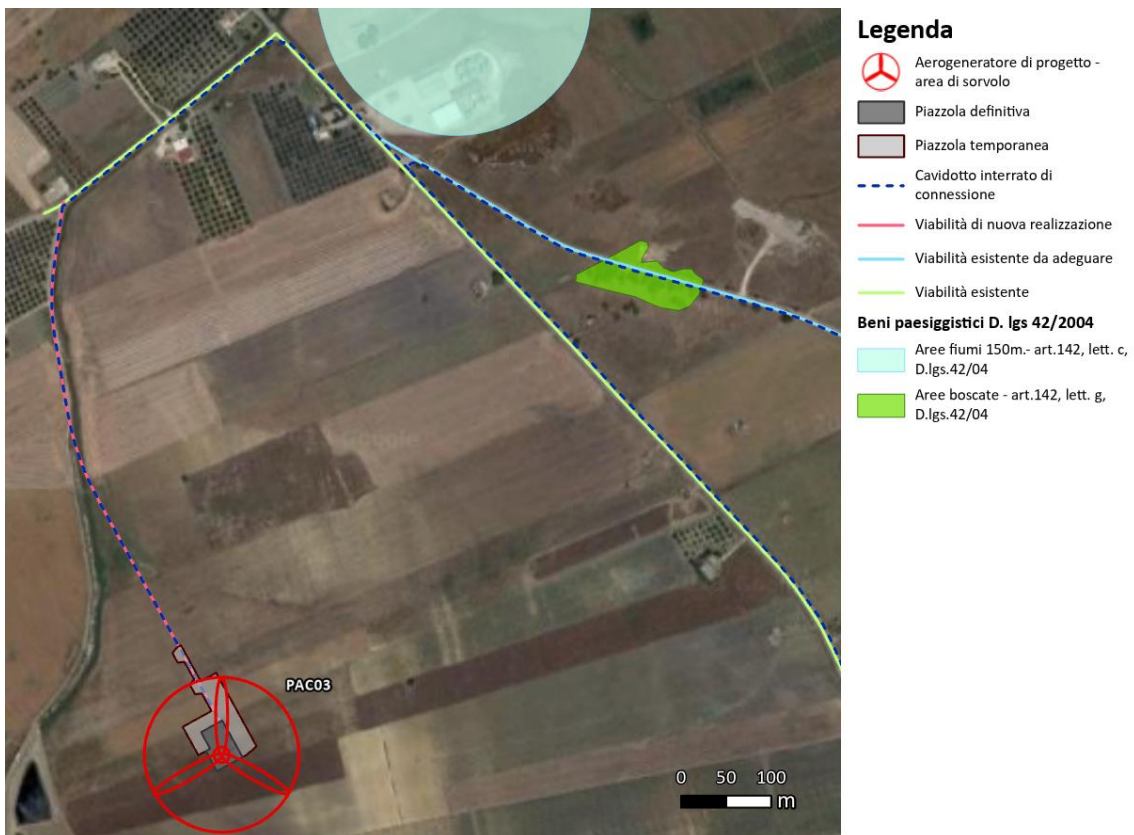 Legenda
Aerogeneratore di progetto -
area di sorvolo
Piazzola definitiva
Piazzola temporanea
Cavidotto interrato di
connessione
Viabilità di nuova realizzazione
Viabilità esistente da adeguare
Viabilità esistente
Beni paesiggistici D. lgs 42/2004
Aree fiumi 150m.- art.142, lett. c,
D.lgs.42/04
Aree boscate - art.142, lett. g,
D.lgs.42/04
PAC03
0 50 100
m